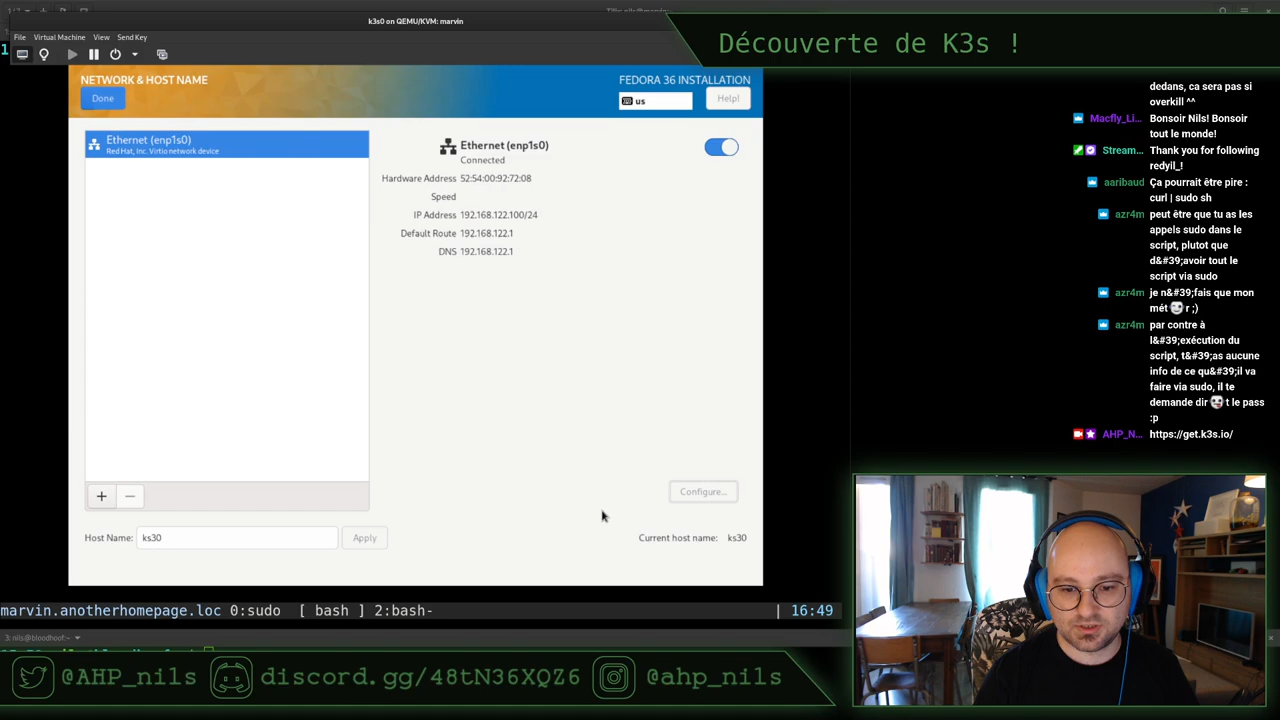 k3s0 on QEMU/KVM: marvin
File Virtual Machine View Send Key
Découverte de K3s !
NETWORK & HOST NAME
FEDORA 36 INSTALLATION
Done
us
Help!
Ethernet (enp1s0)
Red Hat, Inc. Virtio network device
Ethernet (enp1s0)
Connected
Hardware Address 52:54:00:92:72:08
Speed
IP Address 192.168.122.100/24
Default Route 192.168.122.1
DNS 192.168.122.1
+ −
Configure...
Host Name: ks30 Apply
Current host name: ks30
marvin.anotherhomepage.loc 0:sudo [ bash ] 2:bash- | 16:49
3: nils@bloodhoof:~
dedans, ca sera pas si
overkill ^^
Macfly_Li... Bonsoir Nils! Bonsoir
tout le monde!
Stream... Thank you for following
redyil_!
aaribaud Ça pourrait être pire :
curl | sudo sh
azr4m peut être que tu as les
appels sudo dans le
script, plutot que
d&#39;avoir tout le
script via sudo
azr4m je n&#39;fais que mon
mét r ;)
azr4m par contre à
l&#39;exécution du
script, t&#39;as aucune
info de ce qu&#39;il va
faire via sudo, il te
demande dir t le pass
:p
AHP_N... https://get.k3s.io/
@AHP_nils discord.gg/48tN36XQZ6 @ahp_nils